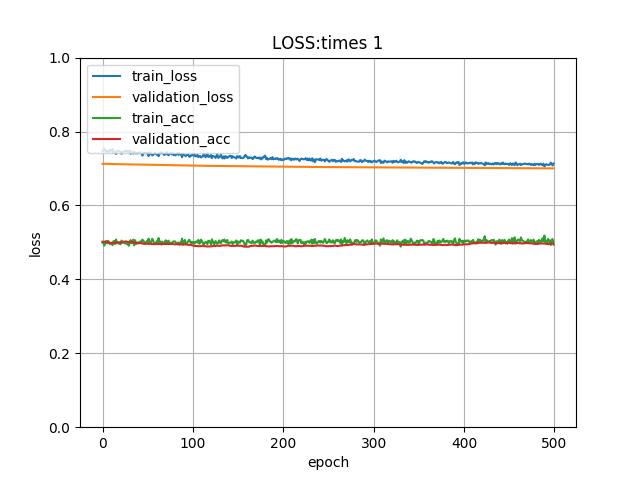 LOSS:times 1
train_loss
validation_loss
train_acc
validation_acc
1.0
0.8
0.6
0.4
0.2
0.0
loss
0 100 200 300 400 500
epoch